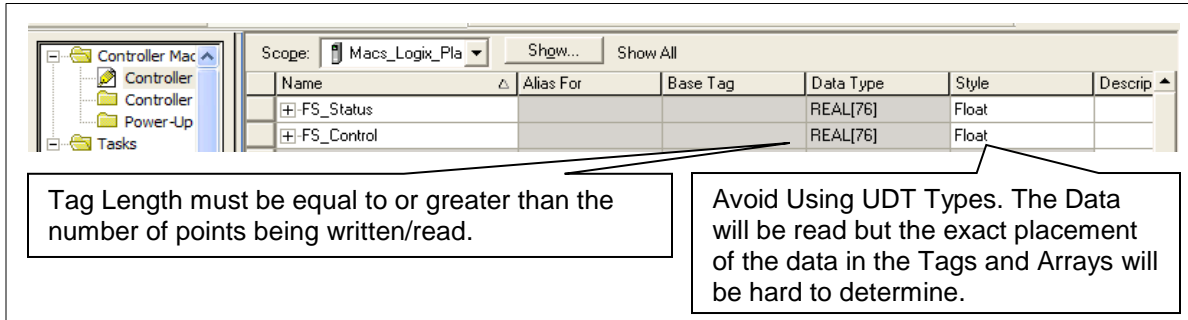 Controller Mac
Controller
Controller
Power-Up
Tasks
Scope: Macs_Logix_Pla Show... Show All
Name Alias For Base Tag Data Type Style Descrip
FS_Status REAL[76] Float
FS_Control REAL[76] Float
Tag Length must be equal to or greater than the
number of points being written/read.
Avoid Using UDT Types. The Data
will be read but the exact placement
of the data in the Tags and Arrays will
be hard to determine.